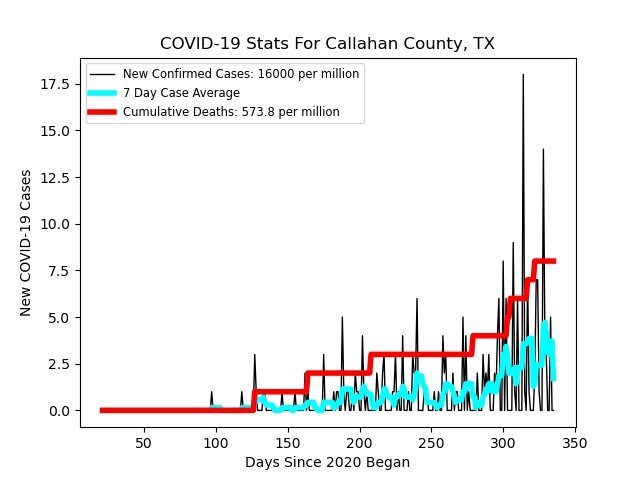 COVID-19 Stats For Callahan County, TX
New Confirmed Cases: 16000 per million
7 Day Case Average
Cumulative Deaths: 573.8 per million
New COVID-19 Cases
17.5
15.0
12.5
10.0
7.5
5.0
2.5
0.0
50
100
150
200
250
300
350
Days Since 2020 Began